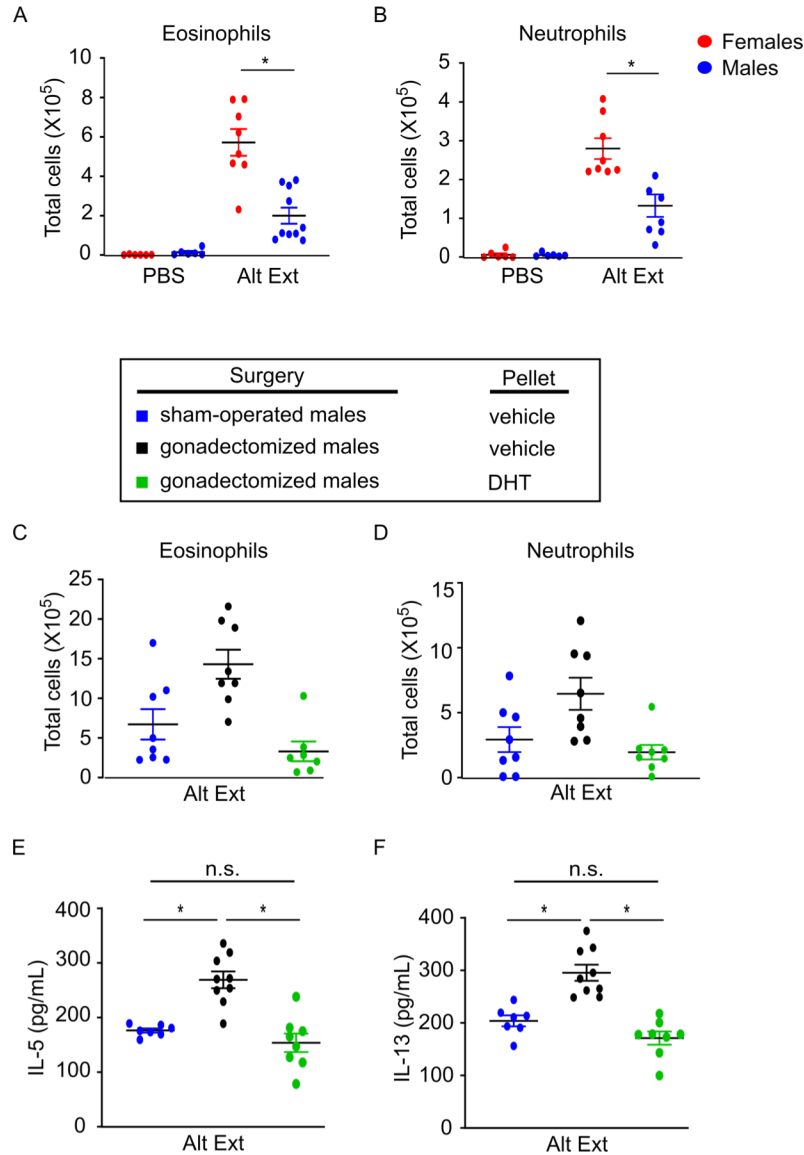 A
Eosinophils
Total cells (X10⁵)
10
8
6
4
2
0
*
PBS
Alt Ext
B
Neutrophils
Total cells (X10⁵)
5
4
3
2
1
0
*
PBS
Alt Ext
Females
Males
Surgery Pellet
sham-operated males vehicle
gonadectomized males vehicle
gonadectomized males DHT
C
Eosinophils
Total cells (X10⁵)
25
20
15
10
5
0
Alt Ext
D
Neutrophils
Total cells (X10⁵)
15
10
5
0
Alt Ext
E
n.s.
* *
IL-5 (pg/mL)
400
300
200
100
0
Alt Ext
F
n.s.
* *
IL-13 (pg/mL)
400
300
200
100
0
Alt Ext